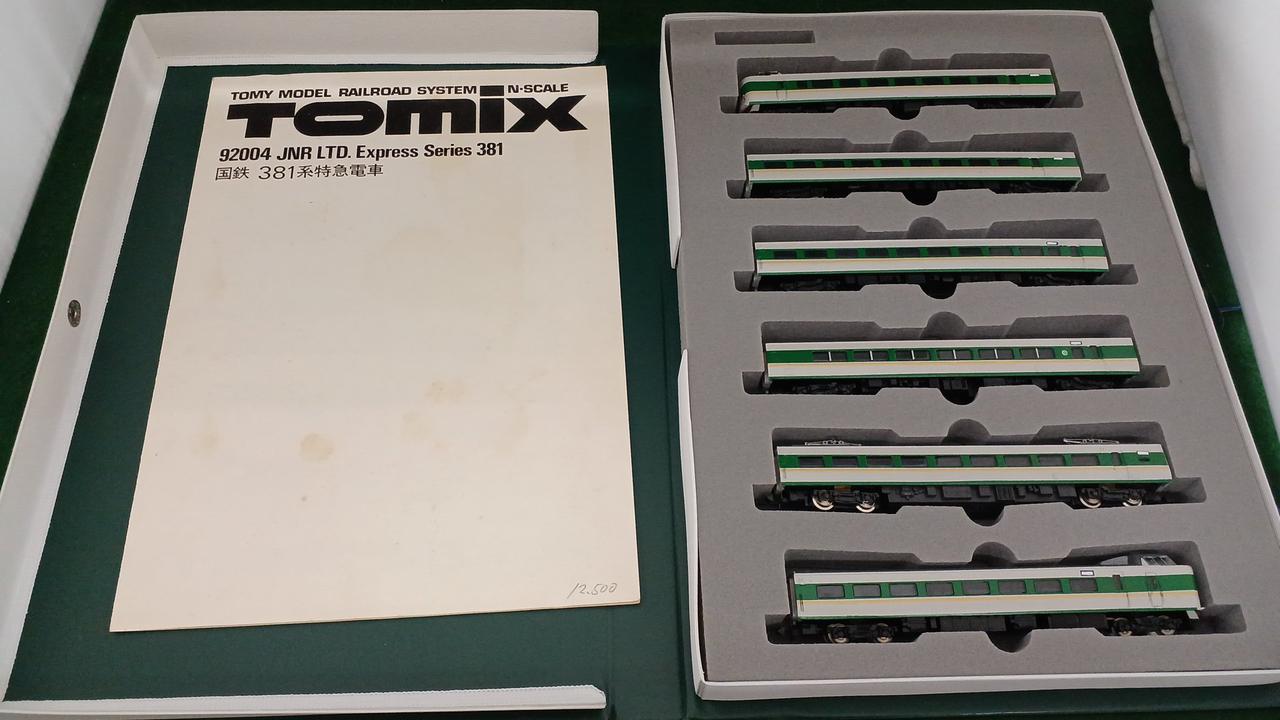 TOMY MODEL RAILROAD SYSTEM N·SCALE
TOMIX
92004 JNR LTD. Express Series 381
国鉄 381系特急電車
12.500